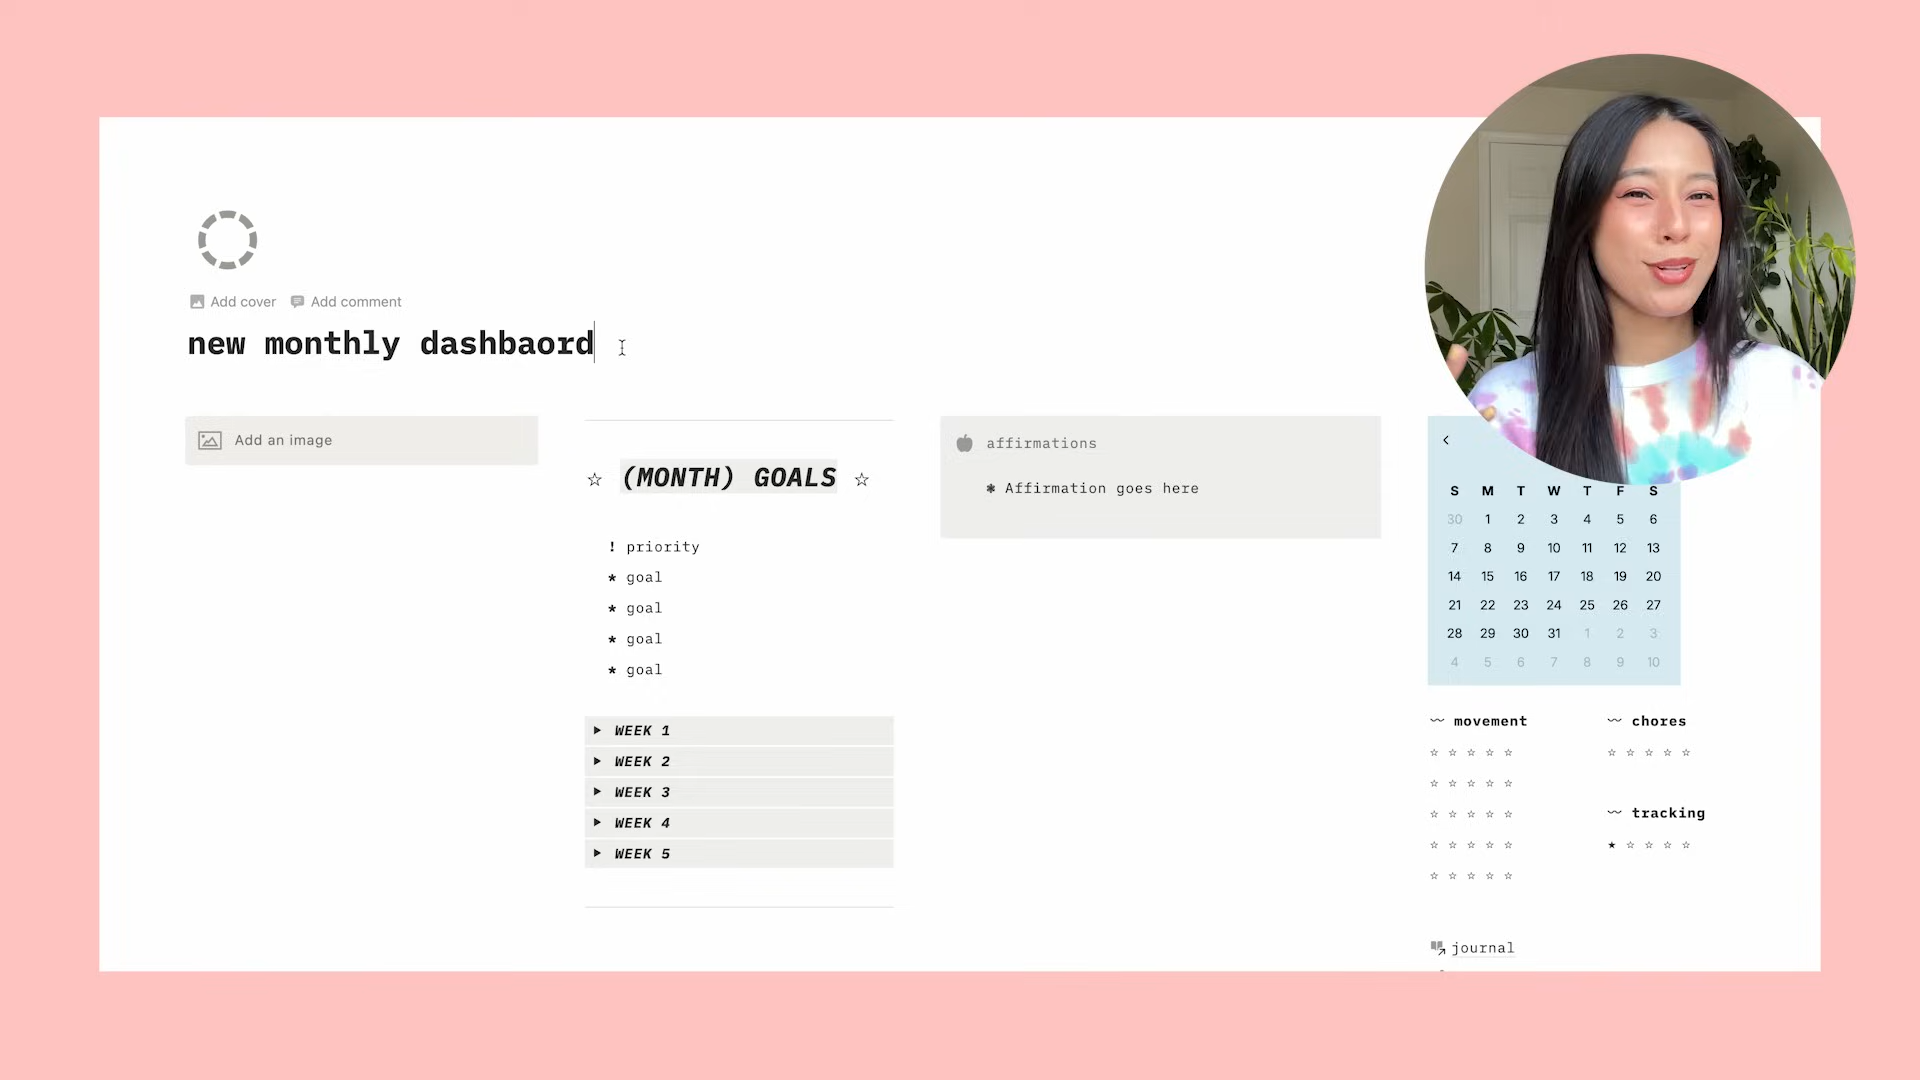 Add cover Add comment
new monthly dashbaord
Add an image
☆ (MONTH) GOALS ☆
! priority
* goal
* goal
* goal
* goal
▶ WEEK 1
▶ WEEK 2
▶ WEEK 3
▶ WEEK 4
▶ WEEK 5
affirmations
✱ Affirmation goes here
<
S M T W T F S
30 1 2 3 4 5 6
7 8 9 10 11 12 13
14 15 16 17 18 19 20
21 22 23 24 25 26 27
28 29 30 31 1 2 3
4 5 6 7 8 9 10
〰 movement
☆ ☆ ☆ ☆ ☆
☆ ☆ ☆ ☆ ☆
☆ ☆ ☆ ☆ ☆
☆ ☆ ☆ ☆ ☆
☆ ☆ ☆ ☆ ☆
〰 chores
☆ ☆ ☆ ☆ ☆
〰 tracking
★ ☆ ☆ ☆ ☆
journal